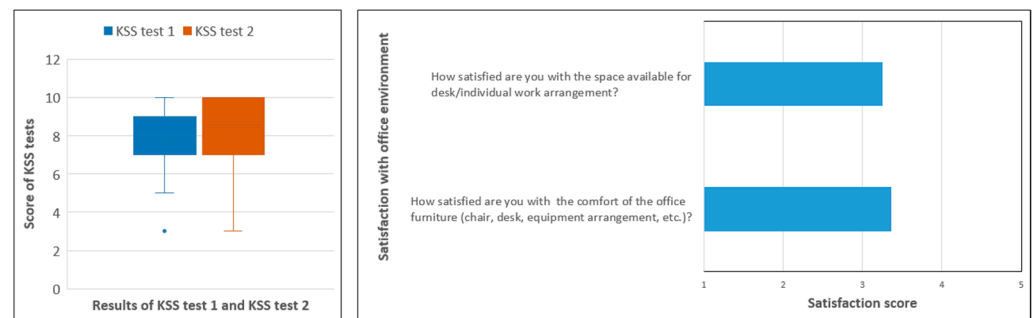 KSS test 1 KSS test 2
12
10
8
6
4
2
0
Score of KSS tests
Results of KSS test 1 and KSS test 2
Satisfaction with office environment
How satisfied are you with the space available for
desk/individual work arrangement?
How satisfied are you with the comfort of the office
furniture (chair, desk, equipment arrangement, etc.)?
1 2 3 4 5
Satisfaction score